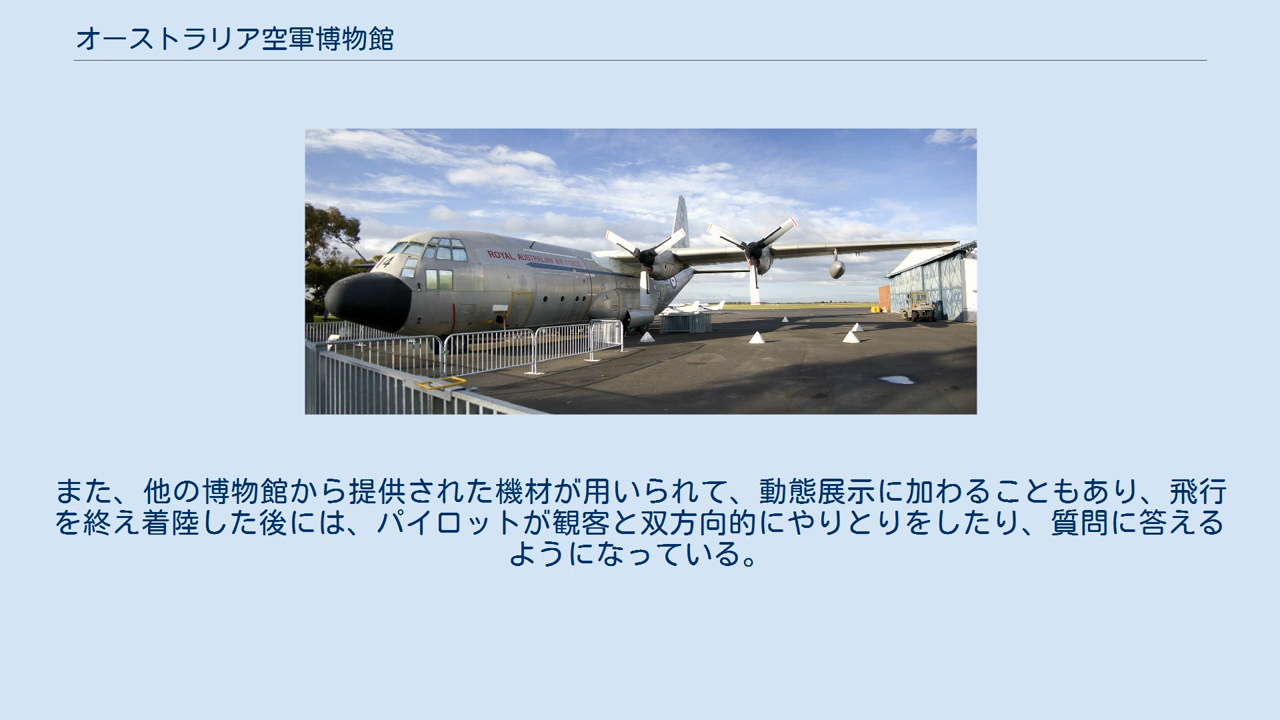 オーストラリア空軍博物館
ROYAL AUSTRALIAN AIR FORCE
また、他の博物館から提供された機材が用いられて、動態展示に加わることもあり、飛行
を終え着陸した後には、パイロットが観客と双方向的にやりとりをしたり、質問に答える
ようになっている。